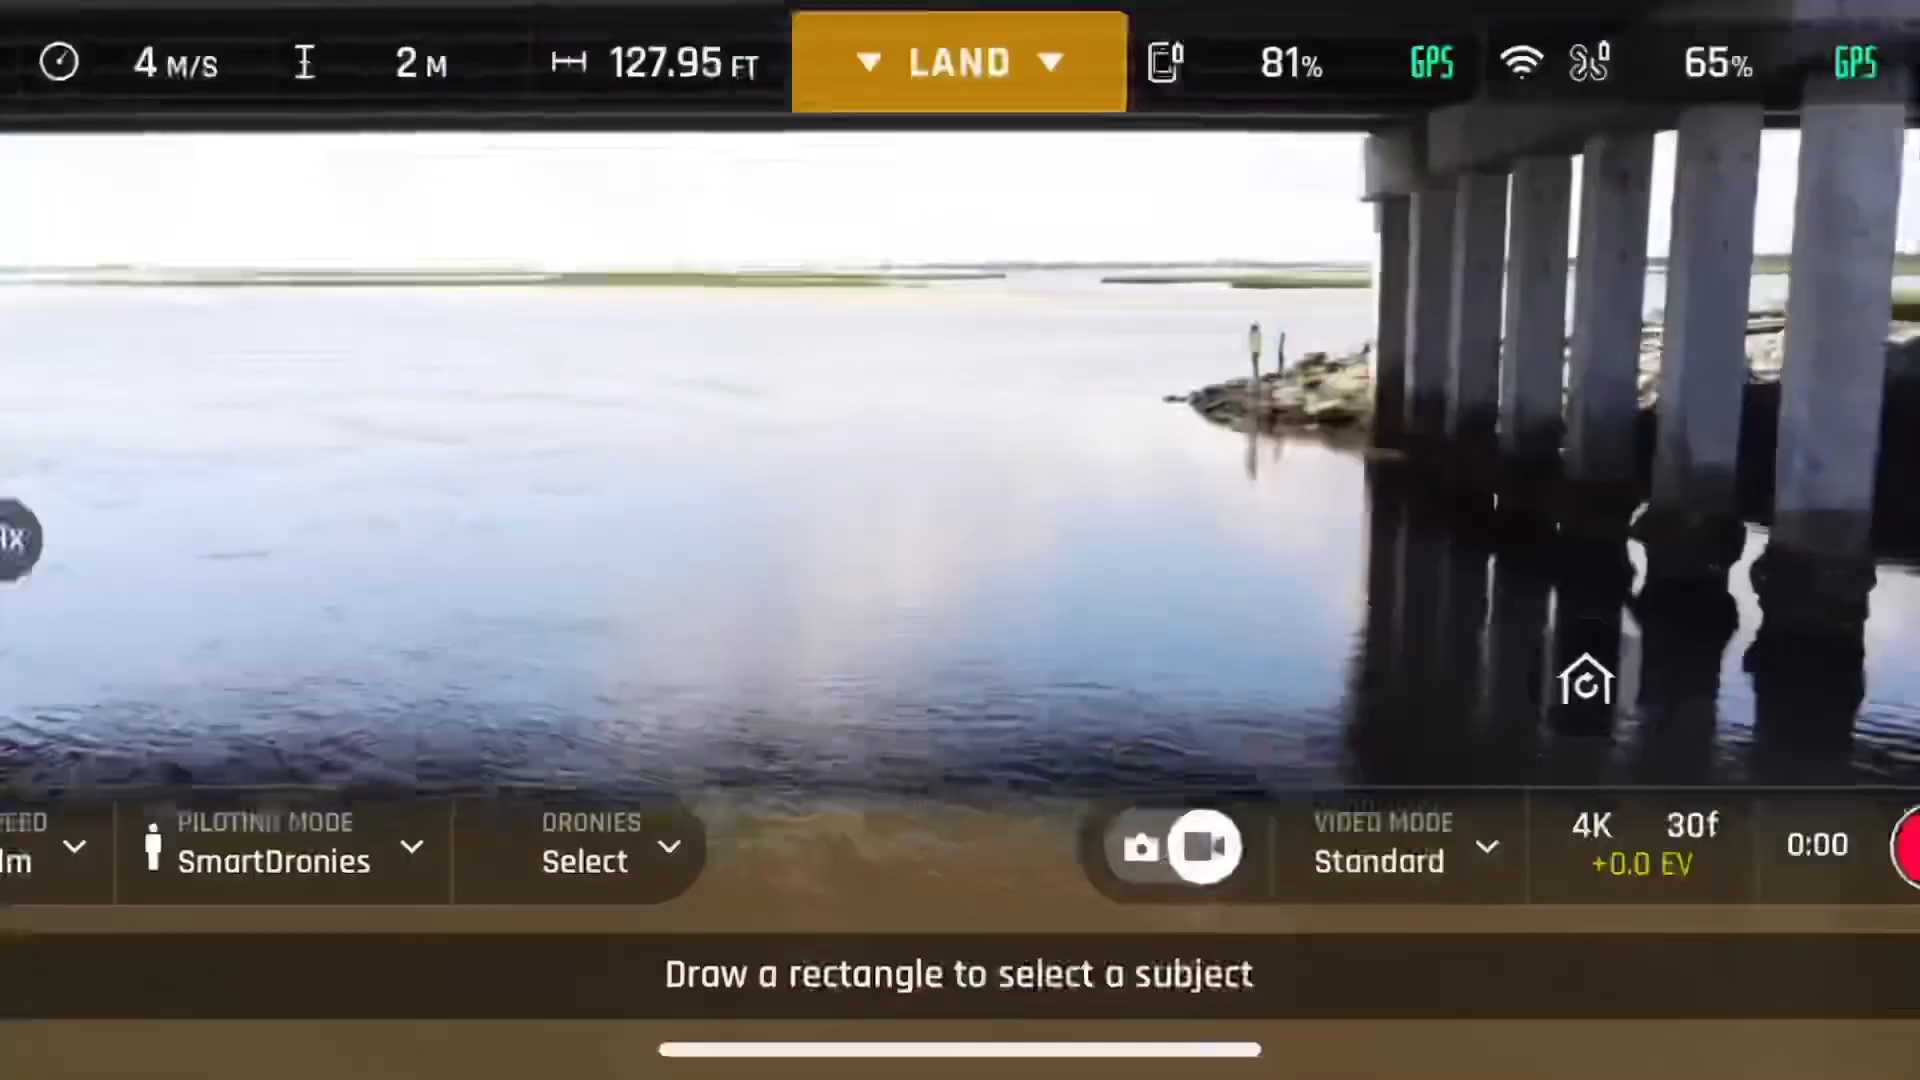 4 M/S 2 M 127.95 FT LAND 81% GPS 65% GPS
PILOTING MODE
SmartDronies
DRONIES
Select
VIDEO MODE
Standard
4K 30f
+0.0 EV
0:00
Draw a rectangle to select a subject